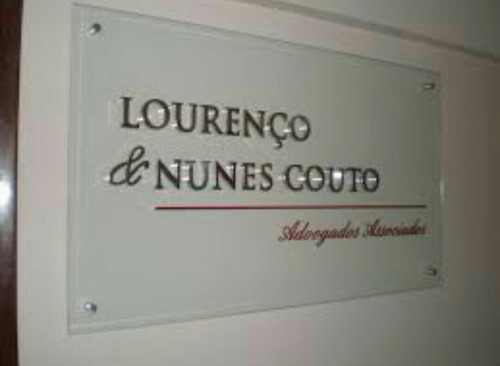 LOURENÇO
& NUNES COUTO
Advogados Associados